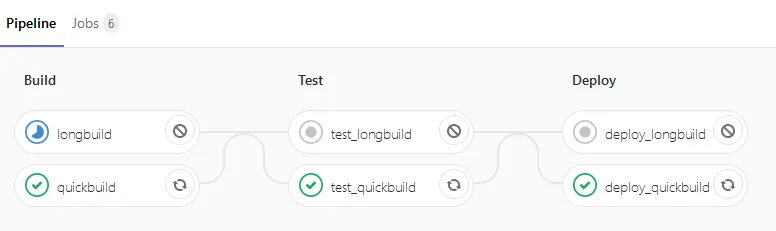 Pipeline Jobs 6
Build Test Deploy
longbuild test_longbuild deploy_longbuild
quickbuild test_quickbuild deploy_quickbuild